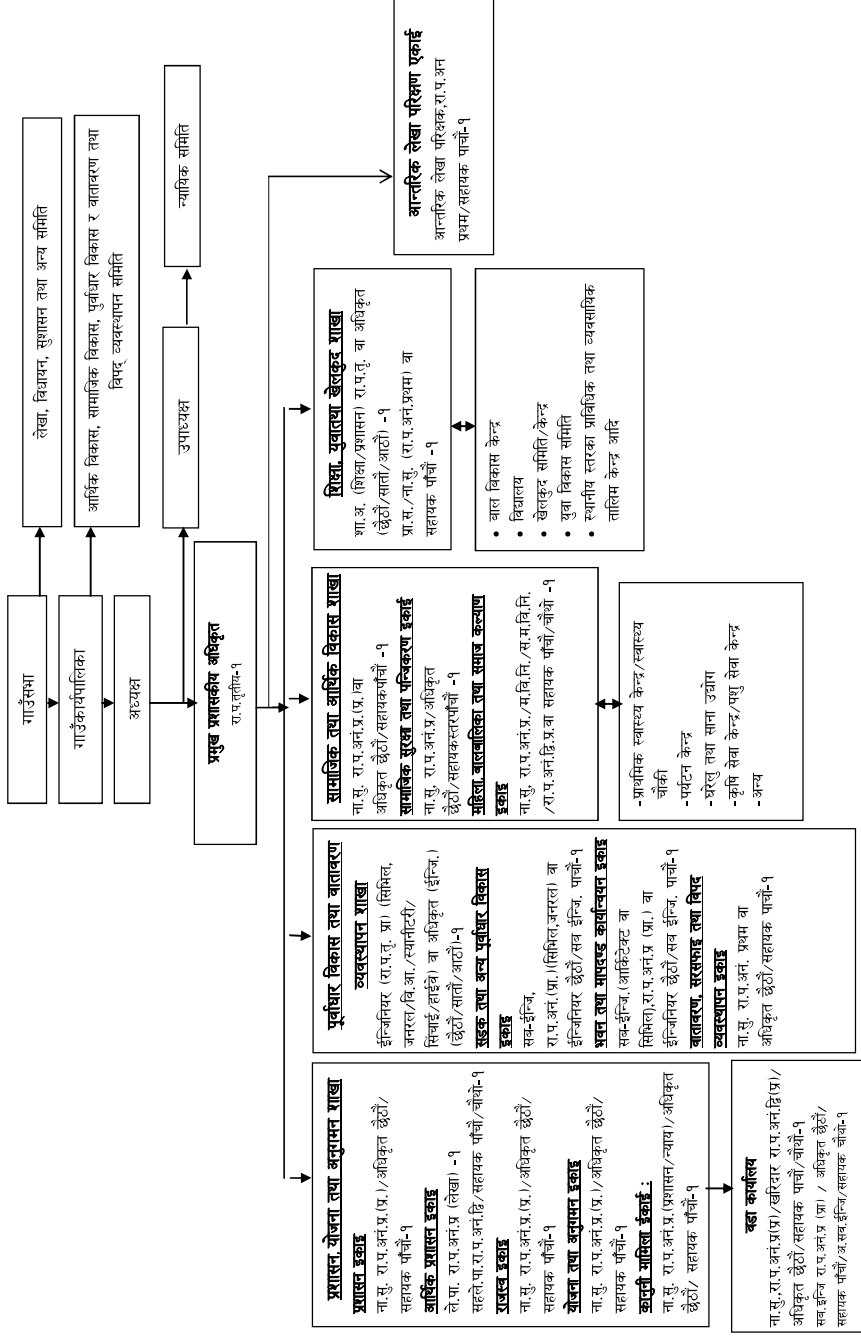 गाउँसभा
लेखा, विधायन, सुशासन तथा अन्य समिति
गाउँकार्यपालिका
आर्थिक विकास, सामाजिक विकास, पुर्वाधार विकास र वातावरण तथा
विपद् व्यवस्थापन समिति
अध्यक्ष
उपाध्यक्ष
न्यायिक समिति
प्रमुख प्रशासकीय अधिकृत
रा.प.तृतीय-१
प्रशासन, योजना तथा अनुगमन शाखा
प्रशासन इकाइ
ना.सु. रा.प.अनं.प्र.(प्र.)/अधिकृत छैठौं/
सहायक पाँचौं-१
आर्थिक प्रशासन इकाइ
ले.पा. रा.प.अनं.प्र (लेखा) -१
सहले.पा.रा.प.अनं.द्वि/सहायक पाँचौं/चौथो-१
राजस्व इकाइ
ना.सु. रा.प.अनं.प्र.(प्र.)/अधिकृत छैठौं/
सहायक पाँचौं-१
योजना तथा अनुगमन इकाइ
ना.सु. रा.प.अनं.प्र.(प्र.)/अधिकृत छैठौं/
सहायक पाँचौं-१
कानुनी मामिला ईकाई :
ना.सु. रा.प.अनं.प्र.(प्रशासन/न्याय)/अधिकृत
छैठौं/ सहायक पाँचौं-१
वडा कार्यालय
ना.सु.,रा.प.अनं.प्र(प्र)/खरिदार रा.प.अनं.द्वि(प्र)/
अधिकृत छैठौं/सहायक पाचौं/चौथो-१
सव.इन्जि रा.प.अनं.प्र (प्रा) / अधिकृत छैठौं/
सहायक पाँचौं/अ.सव.ईन्जि/सहायक चौथो-१
पूर्वाधार विकास तथा वातावरण
व्यवस्थापन शाखा
ईन्जिनियर (रा.प.तृ. प्रा) (सिभिल,
जनरल/वि.आ./स्यानीटरी/
सिचाई/हाईवे) वा अधिकृत (ईन्जि.)
(छैठौं/सातौं/आठौं)-१
सडक तथा अन्य पूर्वाधार विकास
इकाइ
सब-ईन्जि,
रा.प.अनं.(प्रा.)(सिभिल,जनरल) वा
ईन्जिनियर छैठौं/सव ईन्जि. पाचौं-१
भवन तथा मापदण्ड कार्यान्वयन इकाइ
सब-ईन्जि.(आर्किटेक्ट वा
सिभिल),रा.प.अनं.प्र (प्रा.) वा
ईन्जिनियर छैठौं/सव ईन्जि. पाचौं-१
वातावरण, सरसफाइ तथा विपद
व्यवस्थापन इकाइ
ना.सु. रा.प.अनं. प्रथम वा
अधिकृत छैठौं/सहायक पाचौं-१
सामाजिक तथा आर्थिक विकास शाखा
ना.सु. रा.प.अनं.प्र.(प्र.)वा
अधिकृत छैठौं/सहायकपाँचौं -१
सामाजिक सुरक्षा तथा पन्जिकरण इकाई
ना.सु. रा.प.अनं.प्र/अधिकृत
छैठौं/सहायकस्तरपाँचौं -१
महिला, बालबालिका तथा समाज कल्याण
इकाइ
ना.सु. रा.प.अनं.प्र./म.वि.नि./स.म.वि.नि.
/रा.प.अनं.द्वि.प्र.वा सहायक पाँचौं/चौथो -१
-प्राथमिक स्वास्थ्य केन्द्र/स्वास्थ्य
चौकी
-पर्यटन केन्द्र
-घरेलु तथा साना उद्योग
-कृषि सेवा केन्द्र/पशु सेवा केन्द्र
-अन्य
शिक्षा, युवातथा खेलकुद शाखा
शा.अ. (शिक्षा/प्रशासन) रा.प.तृ. वा अधिकृत
(छैठौं/सातौं/आठौं) -१
प्रा.स./ना.सु. (रा.प.अनं.प्रथम) वा
सहायक पाँचौं -१
• बाल विकास केन्द्र
• विद्यालय
• खेलकुद समिति/केन्द्र
• युवा विकास समिति
• स्थानीय स्तरका प्राविधिक तथा व्यवसायिक
तालिम केन्द्र आदि
आन्तरिक लेखा परिक्षण एकाई
आन्तरिक लेखा परिक्षक,रा.प.अन
प्रथम/सहायक पाचौं-१